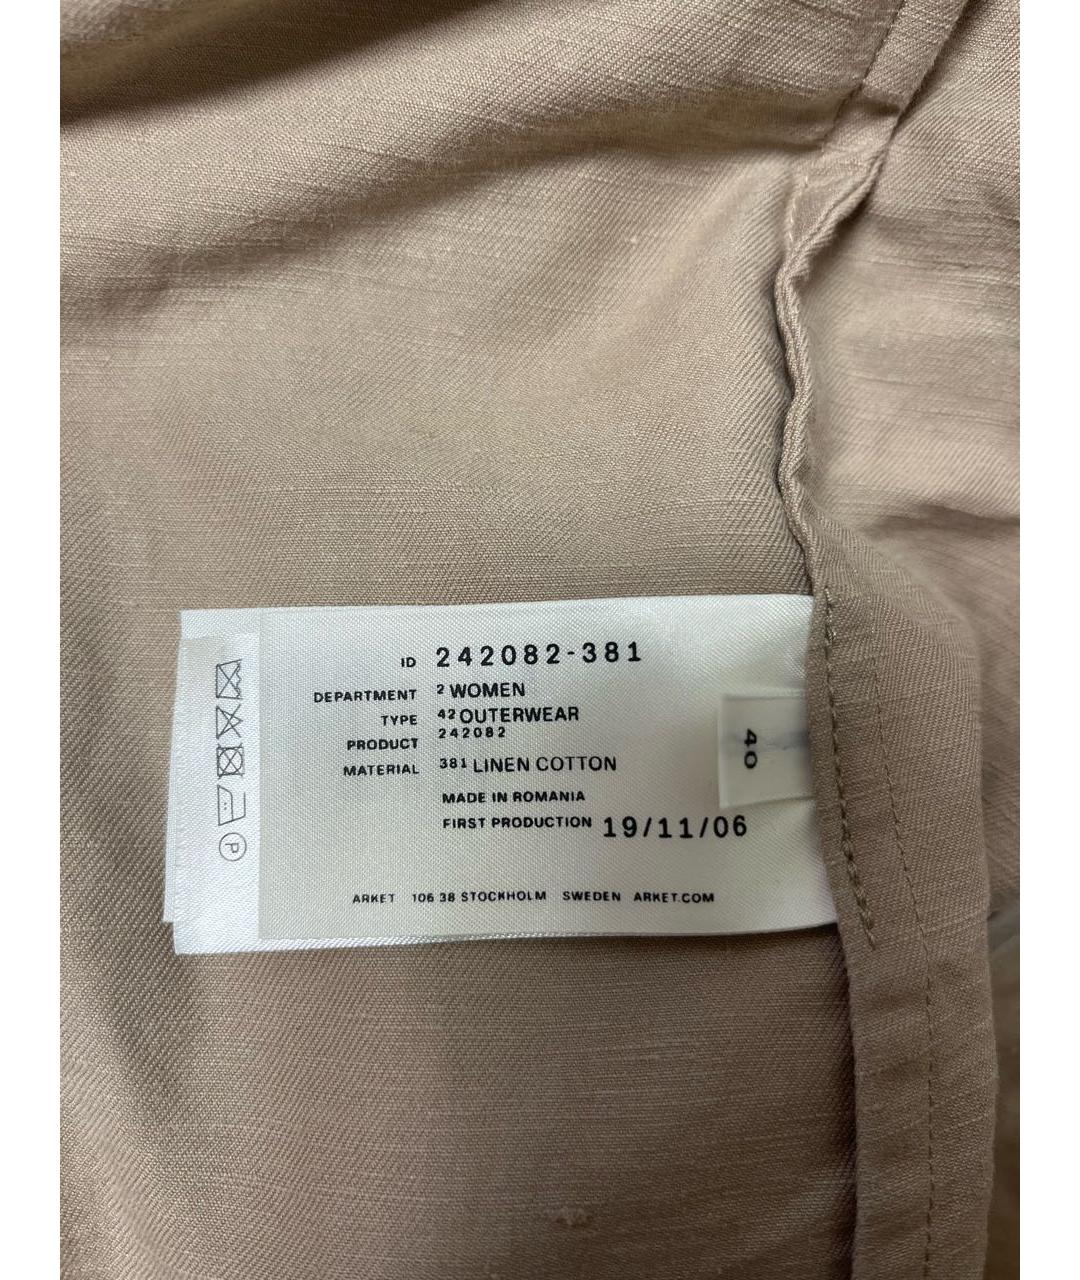 ID 242082-381
DEPARTMENT 2 WOMEN
TYPE 42 OUTERWEAR
PRODUCT 242082
MATERIAL 381 LINEN COTTON
MADE IN ROMANIA
FIRST PRODUCTION 19/11/06
ARKET 106 38 STOCKHOLM SWEDEN ARKET.COM
40
P